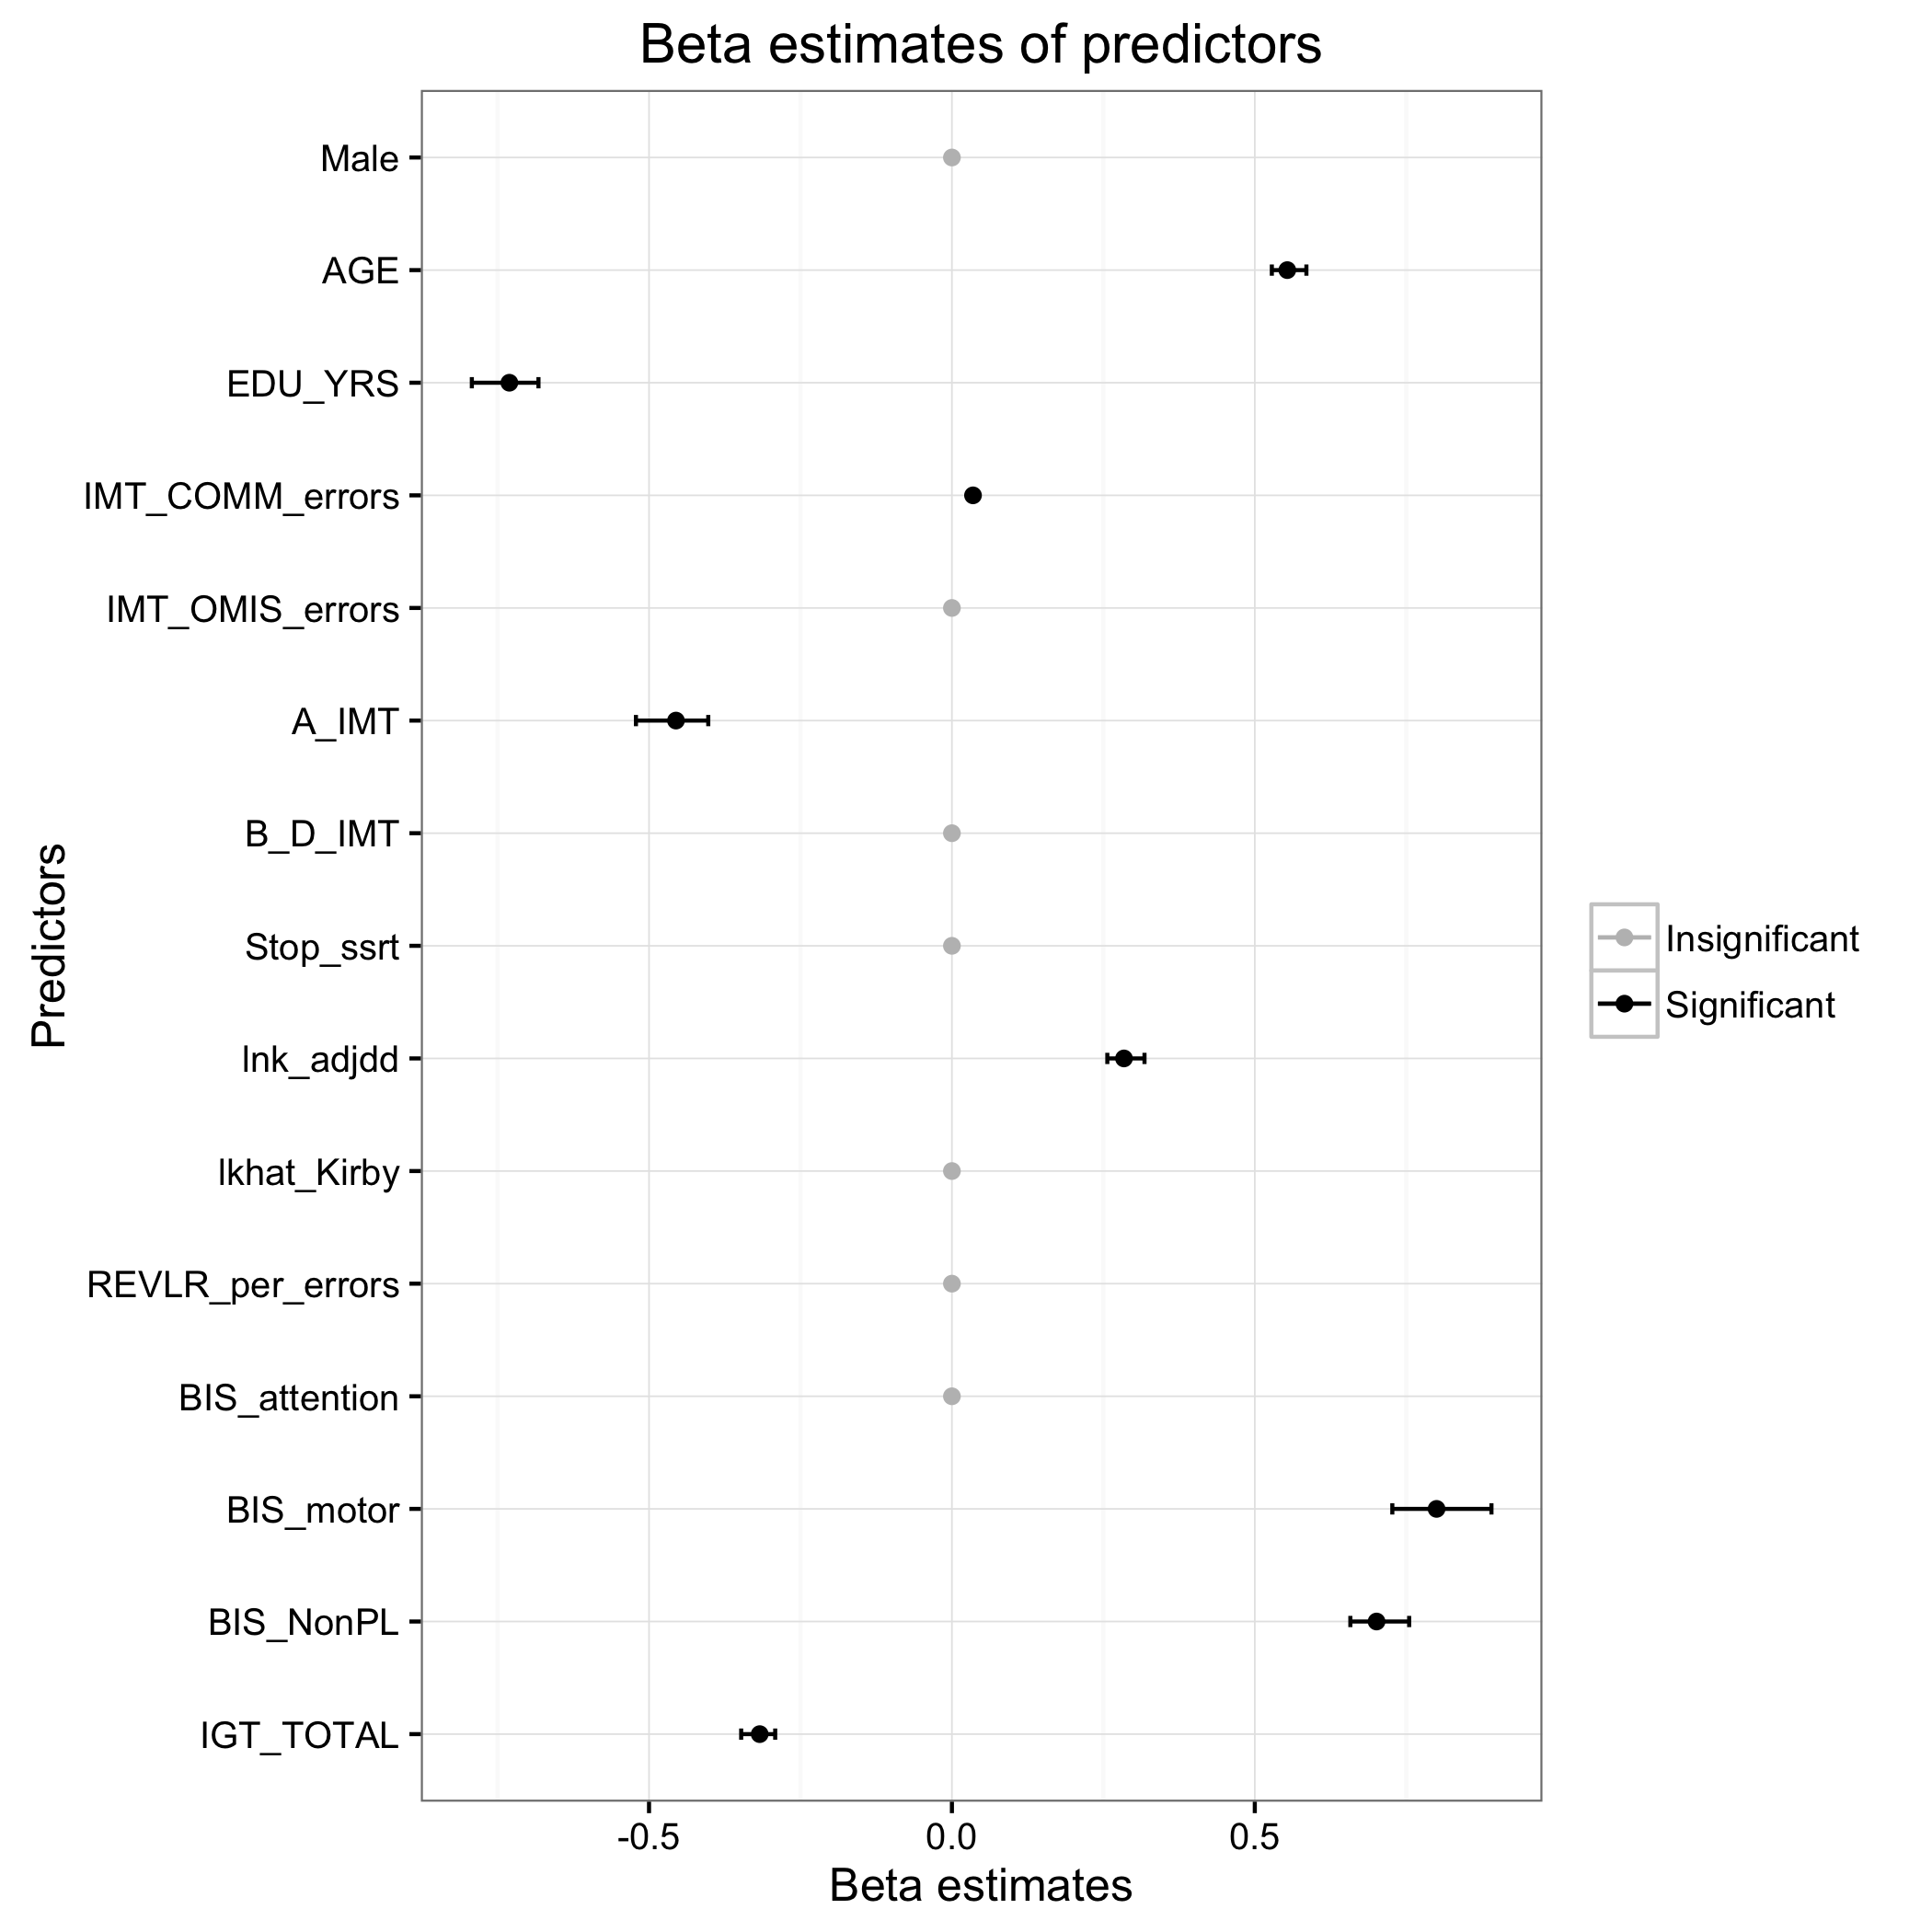 Beta estimates of predictors
Male
AGE
EDU_YRS
IMT_COMM_errors
IMT_OMIS_errors
A_IMT
B_D_IMT
Stop_ssrt
lnk_adjdd
lkhat_Kirby
REVLR_per_errors
BIS_attention
BIS_motor
BIS_NonPL
IGT_TOTAL
Predictors
-0.5 0.0 0.5
Beta estimates
Insignificant
Significant